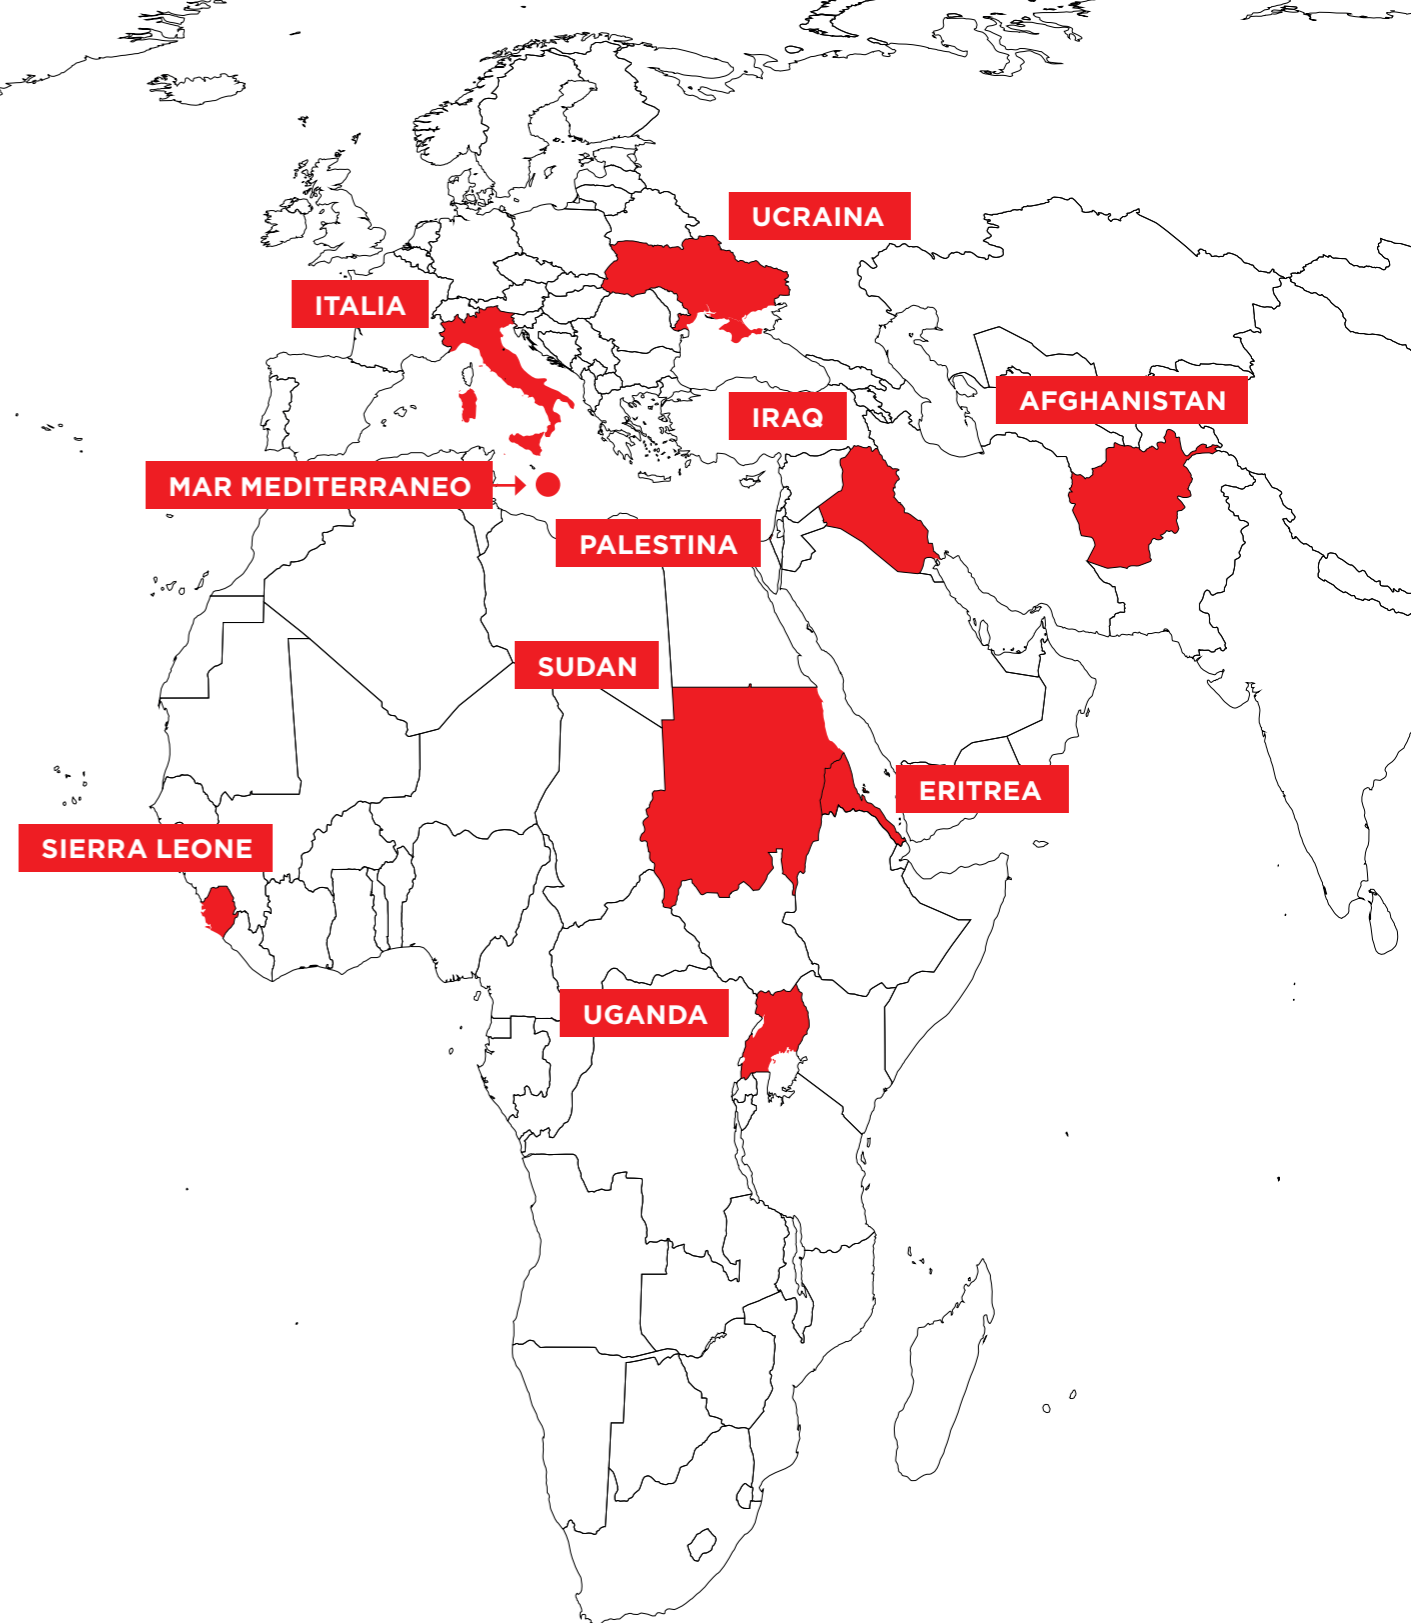 UCRAINA
ITALIA
AFGHANISTAN
IRAQ
MAR MEDITERRANEO
PALESTINA
SUDAN
ERITREA
SIERRA LEONE
UGANDA